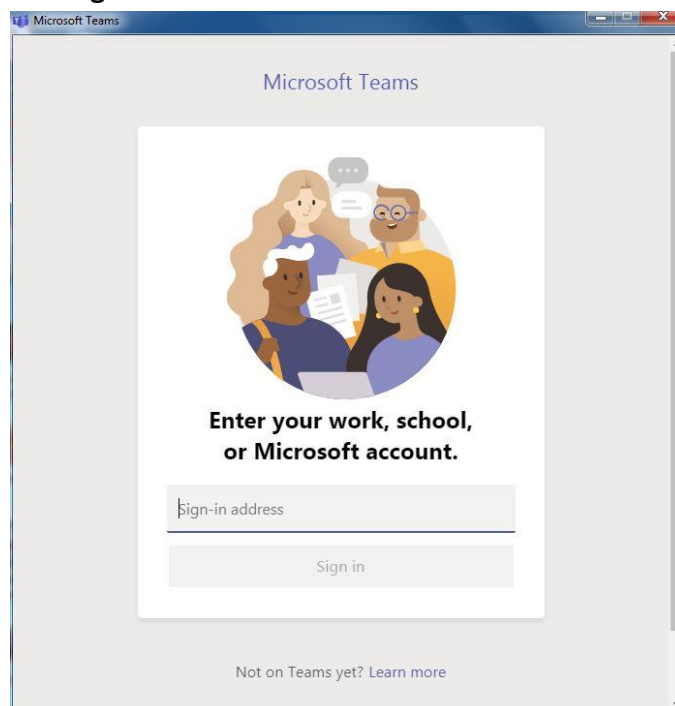 Microsoft Teams
Microsoft Teams
Enter your work, school,
or Microsoft account.
Sign-in address
Sign in
Not on Teams yet? Learn more